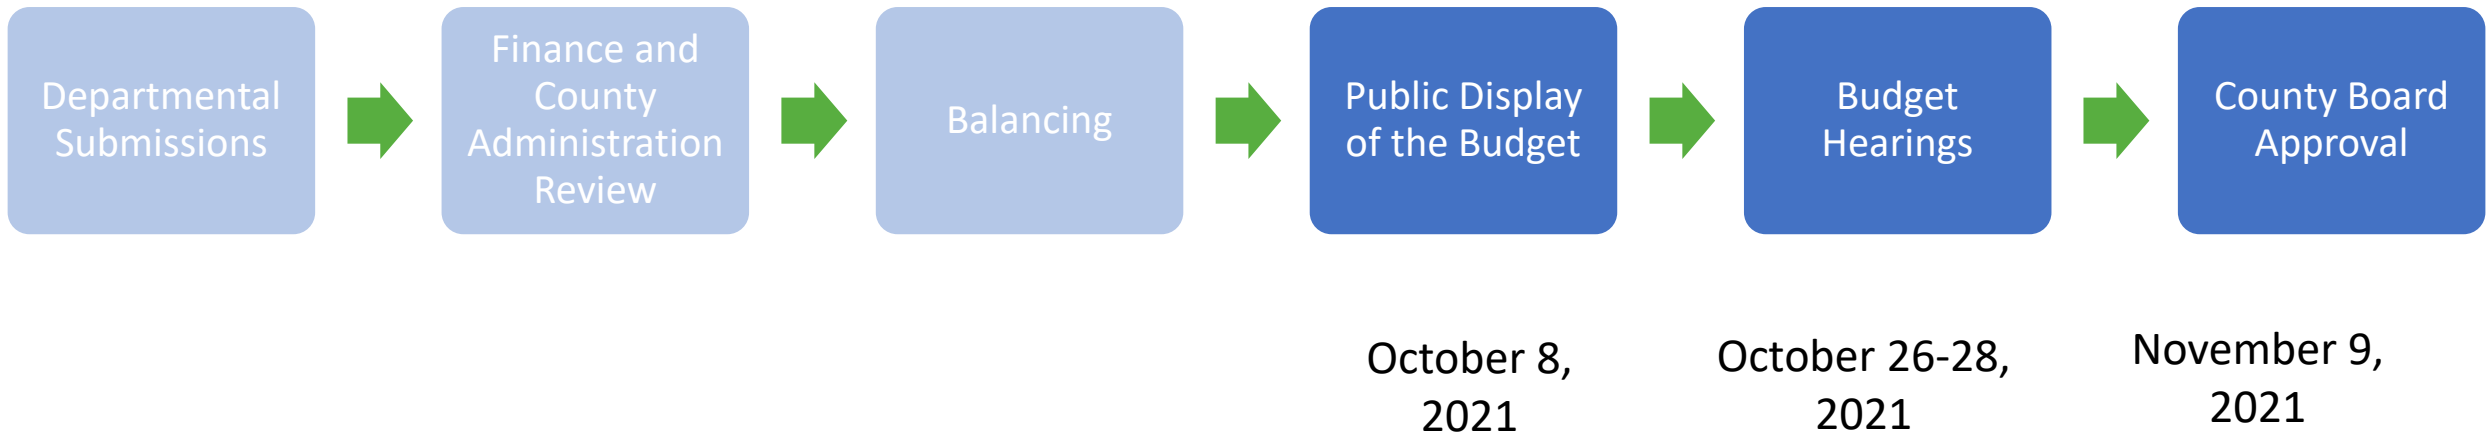 Departmental
Submissions
Finance and
County
Administration
Review
Balancing
Public Display
of the Budget
Budget
Hearings
County Board
Approval
October 8,
2021
October 26-28,
2021
November 9,
2021